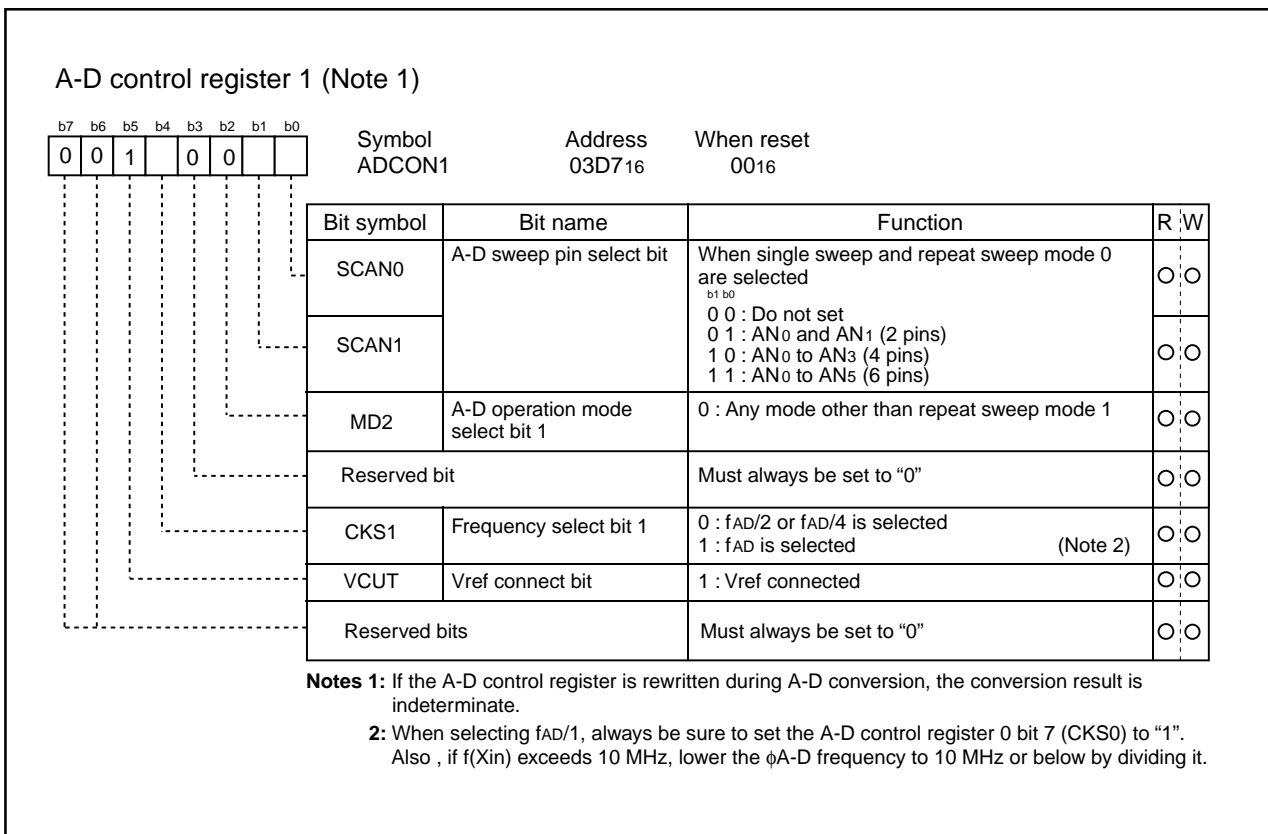 A-D control register 1 (Note 1)
b7 b6 b5 b4 b3 b2 b1 b0
0 0 1 0 0
Symbol Address When reset
ADCON1 03D716 0016
Bit symbol Bit name Function R W
SCAN0 A-D sweep pin select bit When single sweep and repeat sweep mode 0
are selected
b1 b0
0 0 : Do not set
0 1 : AN0 and AN1 (2 pins)
SCAN1
1 0 : AN0 to AN3 (4 pins)
1 1 : AN0 to AN5 (6 pins)
MD2 A-D operation mode
select bit 1
0 : Any mode other than repeat sweep mode 1
Reserved bit Must always be set to “0”
CKS1 Frequency select bit 1 0 : fAD/2 or fAD/4 is selected
1 : fAD is selected (Note 2)
VCUT Vref connect bit 1 : Vref connected
Reserved bits Must always be set to “0”
Notes 1: If the A-D control register is rewritten during A-D conversion, the conversion result is
indeterminate.
2: When selecting fAD/1, always be sure to set the A-D control register 0 bit 7 (CKS0) to “1”.
Also , if f(Xin) exceeds 10 MHz, lower the ϕA-D frequency to 10 MHz or below by dividing it.